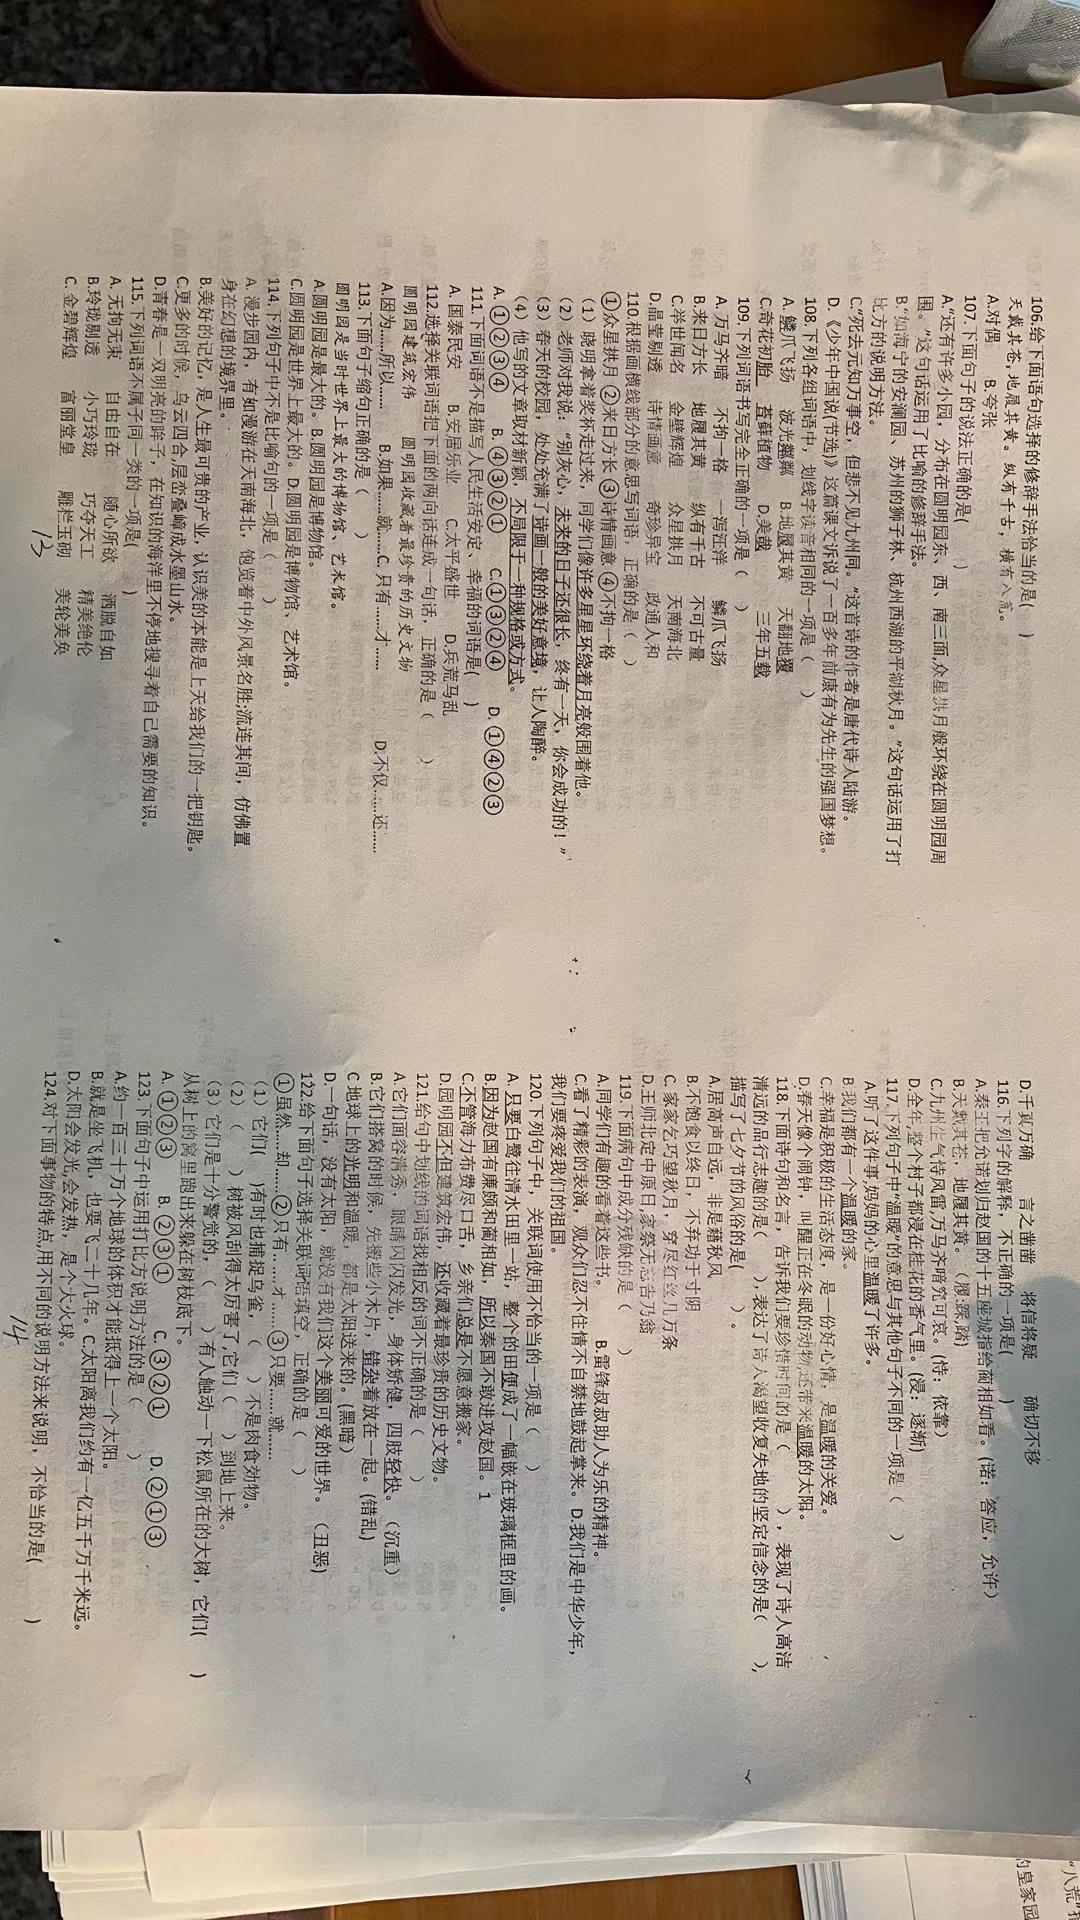 106.给下面语句选择的修辞手法恰当的是(    )
天戴其苍,地履其黄。纵有千古，横有八荒。
A.对偶    B.夸张
107.下面句子的说法正确的是(    )
A.“还有许多小园，分布在圆明园东、西、南三面,众星拱月般环绕在圆明园周
围。”这句话运用了比喻的修辞手法。
B.“如海宁的安澜园、苏州的狮子林、杭州西湖的平湖秋月。”这句话运用了打
比方的说明方法。
C.“死去元知万事空，但悲不见九州同。”这首诗的作者是唐代诗人陆游。
D.《少年中国说(节选)》这篇课文诉说了一百多年前康有为先生的强国梦想。
108.下列各组词语中，划线字读音相同的一项是（    ）
A.鳞爪飞扬    波光粼粼    B.地履其黄    天翻地覆
C.奇花初胎    苔藓植物    D.美哉    三年五载
109.下列词语书写完全正确的一项是（    ）
A.万马齐暗    不拘一格    一泻汪洋    鳞爪飞扬
B.来日方长    地履其黄    纵有千古    不可古量
C.举世闻名    金壁辉煌    众星拱月    天南海北
D.晶莹剔透    诗情画意    奇珍异宝    政通人和
110.根据画横线部分的意思写词语，正确的是（    ）
①众星拱月 ②来日方长 ③诗情画意 ④不拘一格
（1）晓明拿着奖杯走过来，同学们像许多星星环绕着月亮般围着他。
（2）老师对我说：“别灰心，未来的日子还很长，终有一天，你会成功的！”
（3）春天的校园，处处充满了诗画一般的美好意境，让人陶醉。
（4）他写的文章取材新颖，不局限于一种规格或方式。
A.①②③④    B.④③②①    C.①③②④    D.①④②③
111.下面词语不是描写人民生活安定、幸福的词语是(    )
A.国泰民安    B.安居乐业    C.太平盛世    D.兵荒马乱
112.选择关联词语把下面的两句话连成一句话，正确的是（    ）
圆明园建筑宏伟    圆明园收藏着最珍贵的历史文物
A.因为……所以……    B.如果……就……C.只有……才……    D.不仅……还……
113.下面句子缩句正确的是（    ）
圆明园是当时世界上最大的博物馆、艺术馆。
A.圆明园是最大的。B.圆明园是博物馆。
C.圆明园是世界上最大的。D.圆明园是博物馆、艺术馆。
114.下列句子中不是比喻句的一项是（    ）
A.漫步园内，有如漫游在天南海北，饱览着中外风景名胜;流连其间，仿佛置
身在幻想的境界里。
B.美好的记忆，是人生最可贵的产业，认识美的本能是上天给我们的一把钥匙。
C.更多的时候，乌云四合,层峦叠嶂成水墨山水。
D.青春是一双明亮的眸子，在知识的海洋里不停地搜寻着自己需要的知识。
115.下列词语不属于同一类的一项是(    )
A.无拘无束    自由自在    随心所欲    洒脱自如
B.玲珑剔透    小巧玲珑    巧夺天工    精美绝伦
C.金碧辉煌    富丽堂皇    雕栏玉砌    美轮美奂
13
D.千真万确    言之凿凿    将信将疑    确切不移
116.下列字的解释，不正确的一项是(    )
A.秦王把允诺划归赵国的十五座城指给蔺相如看。(诺：答应，允许)
B.天戴其苍，地履其黄。（履:踩,踏)
C.九州生气恃风雷,万马齐喑究可哀。(恃：依靠)
D.全年,整个村子都浸在桂花的香气里。(浸：逐渐)
117.下列句子中“温暖”的意思与其他句子不同的一项是（    ）
A.听了这件事,妈妈的心里温暖了许多。
B.我们都有一个温暖的家。
C.幸福是积极的生活态度，是一份好心情，是温暖的关爱。
D.春天像个闹钟，叫醒正在冬眠的动物,还带来温暖的太阳。
118.下面诗句和名言，告诉我们要珍惜时间的是（    ），表现了诗人高洁
清远的品行志趣的是(    ),表达了诗人渴望收复失地的坚定信念的是(    ),
描写了七夕节的风俗的是(    )。
A.居高声自远，非是藉秋风
B.不饱食以终日，不弃功于寸阴
C.家家乞巧望秋月，穿尽红丝几万条
D.王师北定中原日,家祭无忘告乃翁
119.下面病句中成分残缺的是（    ）
A.同学们有趣的看着这些书。    B.雷锋叔叔助人为乐的精神。
C.看了精彩的表演，观众们忍不住情不自禁地鼓起掌来。D.我们是中华少年，
我们要疼爱我们的祖国。
120.下列句子中，关联词使用不恰当的一项是（    ）
A.只要白鹭在清水田里一站，整个的田便成了一幅嵌在玻璃框里的画。
B.因为赵国有廉颇和蔺相如，所以秦国不敢进攻赵国。1
C.不管海力布费尽口舌，乡亲们总是不愿意搬家。
D.圆明园不但建筑宏伟，还收藏着最珍贵的历史文物。
121.给句中划线的词语找相反的词不正确的是（    ）
A.它们面容清秀，眼睛闪闪发光，身体矫健，四肢轻快。（沉重）
B.它们搭窝的时候，先搬些小木片，错杂着放在一起。(错乱)
C 地球上的光明和温暖，都是太阳送来的。(黑暗)
D.一句话，没有太阳，就没有我们这个美丽可爱的世界。（丑恶)
122.给下面句子选择关联词语填空，正确的是（    ）
①虽然……却……②只有……才……③只要……就……
（1）它们(    )有时也捕捉鸟雀，(    )不是肉食动物。
（2）(    )树被风刮得太厉害了,它们（    ）到地上来。
（3）它们是十分警觉的，(    )有人触动一下松鼠所在的大树，它们(    )
从树上的窝里跑出来躲在树枝底下。
A.①②③    B.②③①    C.③②①    D.②①③
123.下面句子中运用打比方说明方法的是（    ）
A.约一百三十万个地球的体积才能抵得上一个太阳。
B.就是坐飞机，也要飞二十几年。C.太阳离我们约有一亿五千万千米远。
D.太阳会发光,会发热，是个大火球。
124.对下面事物的特点,用不同的说明方法来说明，不恰当的是(    )
14
“八荒”
的皇家园